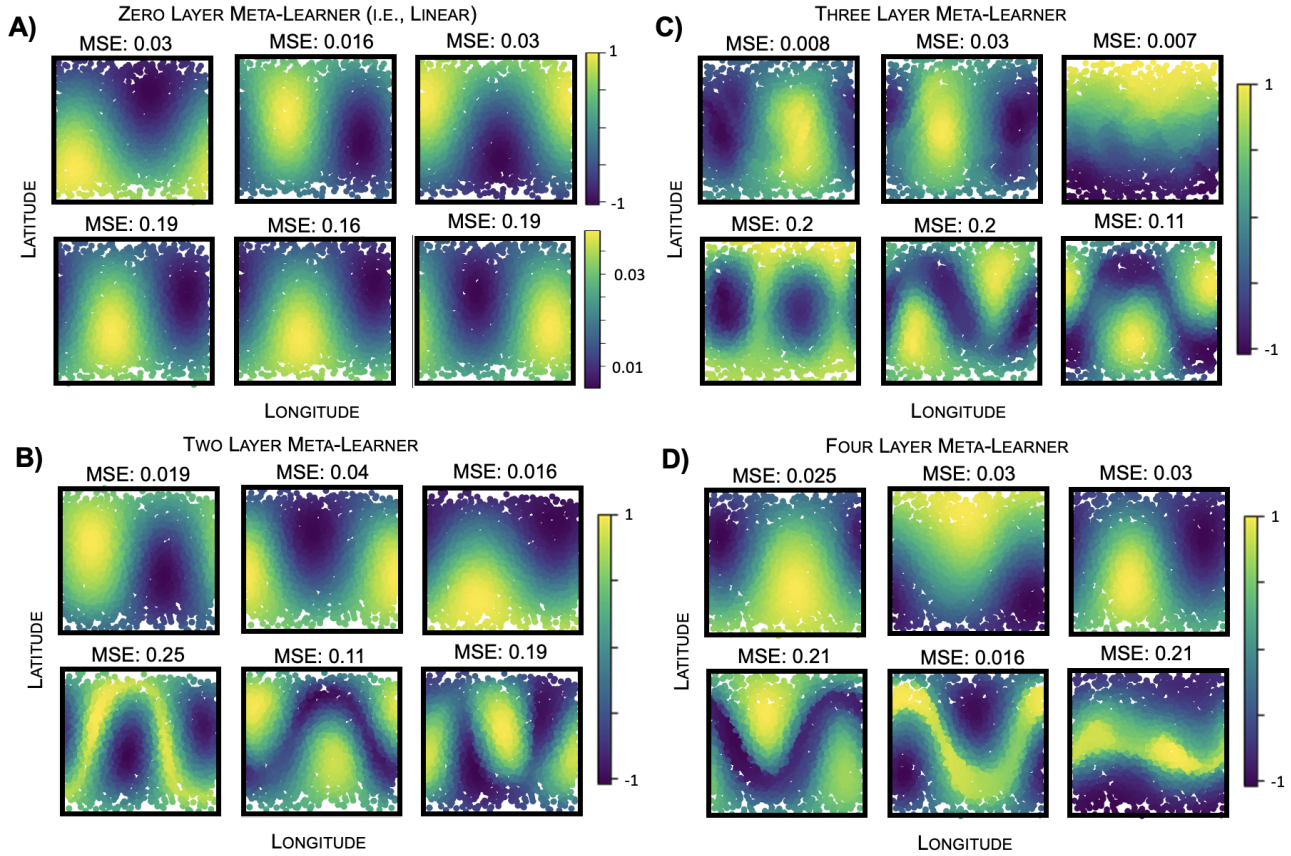 A)
ZERO LAYER META-LEARNER (I.E., LINEAR)
MSE: 0.03
MSE: 0.016
MSE: 0.03
1
-1
MSE: 0.19
MSE: 0.16
MSE: 0.19
0.03
0.01
LATITUDE
LONGITUDE
B)
TWO LAYER META-LEARNER
MSE: 0.019
MSE: 0.04
MSE: 0.016
1
-1
MSE: 0.25
MSE: 0.11
MSE: 0.19
LATITUDE
LONGITUDE
C)
THREE LAYER META-LEARNER
MSE: 0.008
MSE: 0.03
MSE: 0.007
1
-1
MSE: 0.2
MSE: 0.2
MSE: 0.11
LATITUDE
LONGITUDE
D)
FOUR LAYER META-LEARNER
MSE: 0.025
MSE: 0.03
MSE: 0.03
1
-1
MSE: 0.21
MSE: 0.016
MSE: 0.21
LATITUDE
LONGITUDE